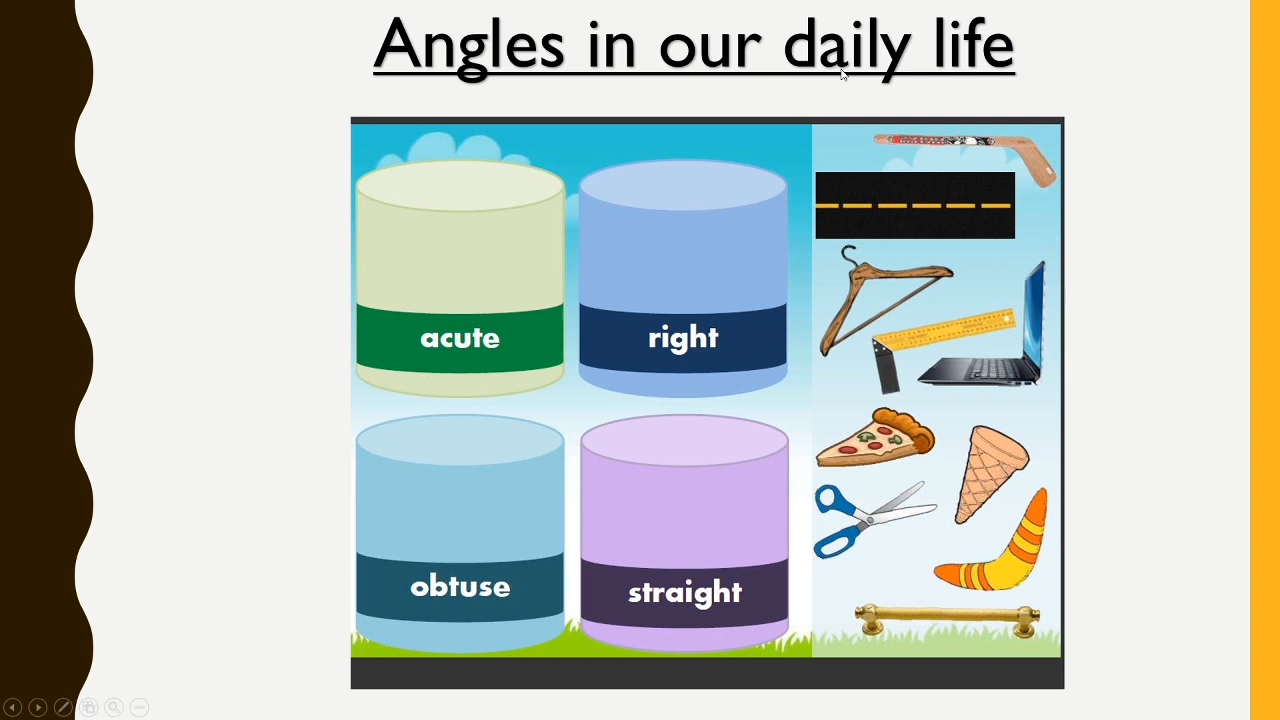 Angles in our daily life
acute
right
obtuse
straight